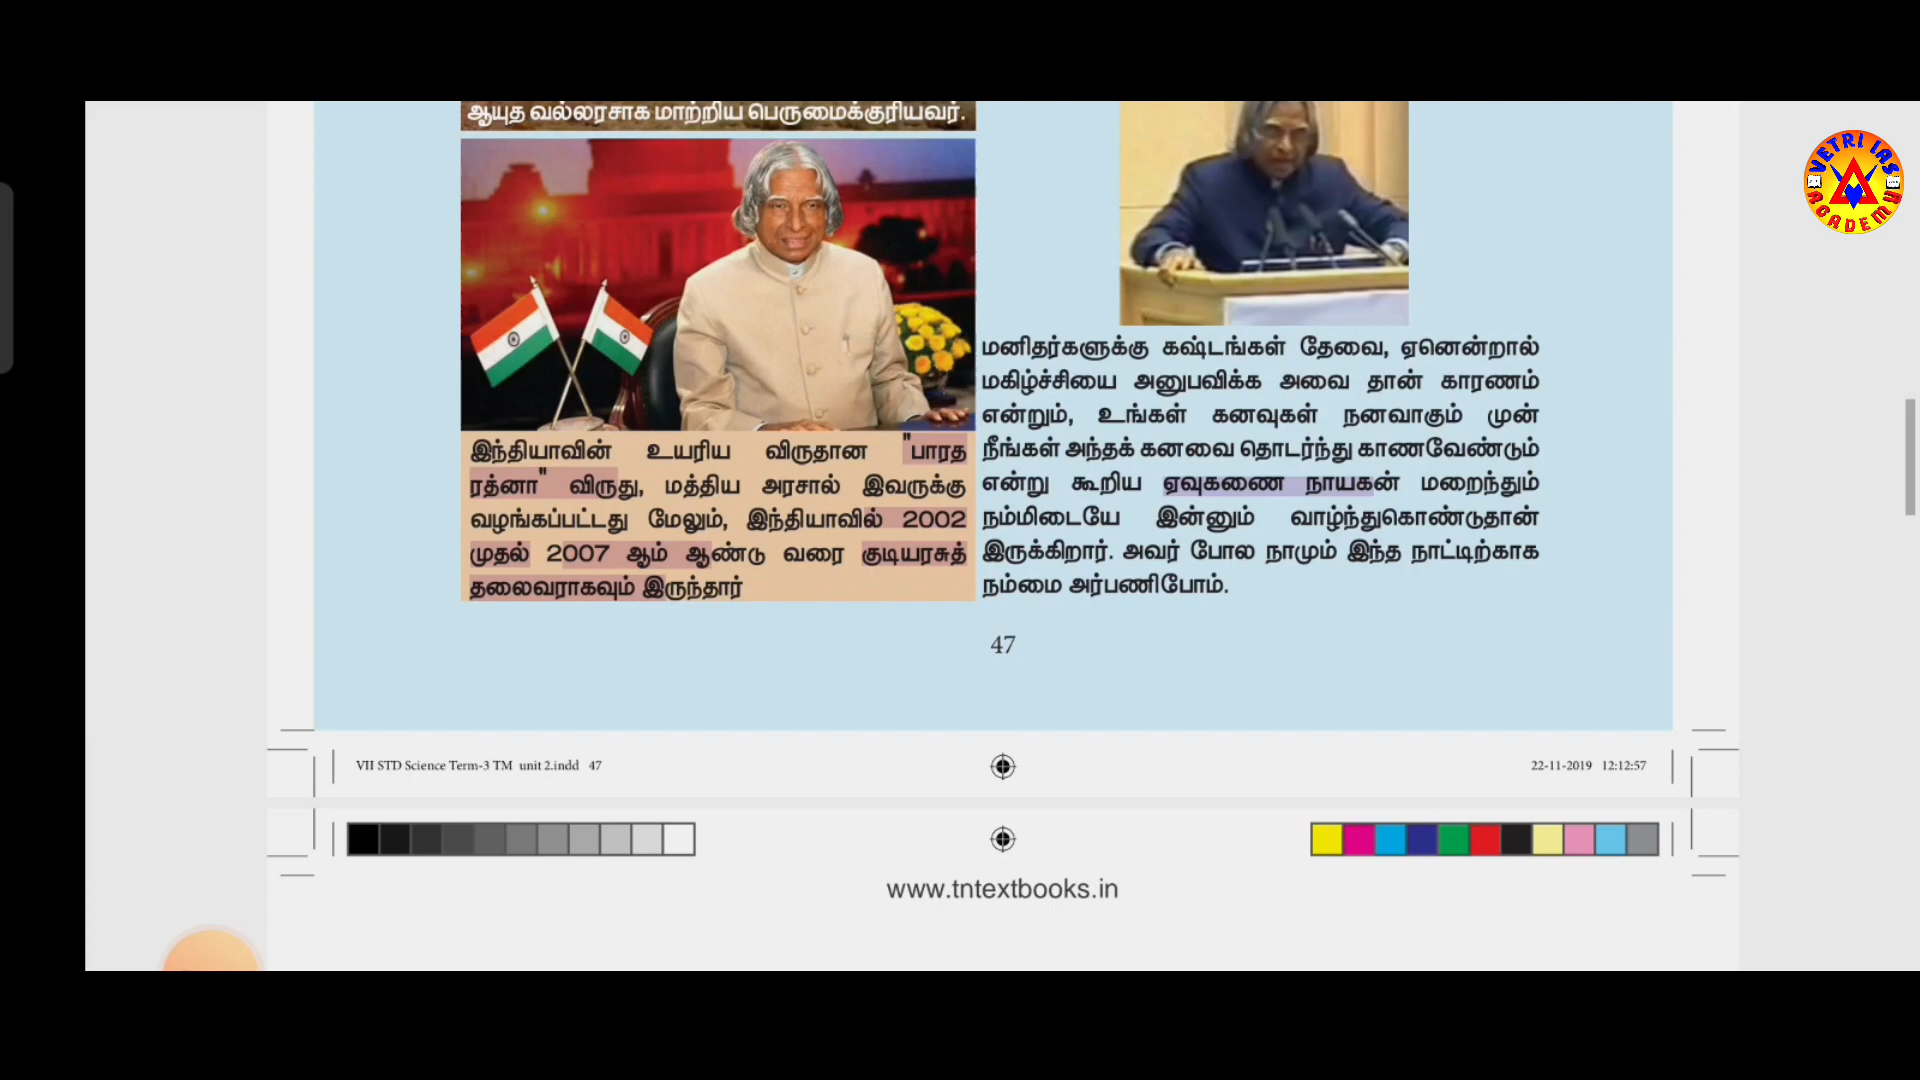 ஆயுத வல்லரசாக மாற்றிய பெருமைக்குரியவர்.
இந்தியாவின் உயரிய விருதான "பாரத
ரத்னா" விருது, மத்திய அரசால் இவருக்கு
வழங்கப்பட்டது மேலும், இந்தியாவில் 2002
முதல் 2007 ஆம் ஆண்டு வரை குடியரசுத்
தலைவராகவும் இருந்தார்
மனிதர்களுக்கு கஷ்டங்கள் தேவை, ஏனென்றால்
மகிழ்ச்சியை அனுபவிக்க அவை தான் காரணம்
என்றும், உங்கள் கனவுகள் நனவாகும் முன்
நீங்கள் அந்தக் கனவை தொடர்ந்து காணவேண்டும்
என்று கூறிய ஏவுகணை நாயகன் மறைந்தும்
நம்மிடையே இன்னும் வாழ்ந்துகொண்டுதான்
இருக்கிறார். அவர் போல நாமும் இந்த நாட்டிற்காக
நம்மை அர்பணிபோம்.
47
VII STD Science Term-3 TM unit 2.indd 47
22-11-2019 12:12:57
www.tntextbooks.in
VETRI IAS
ACADEMY